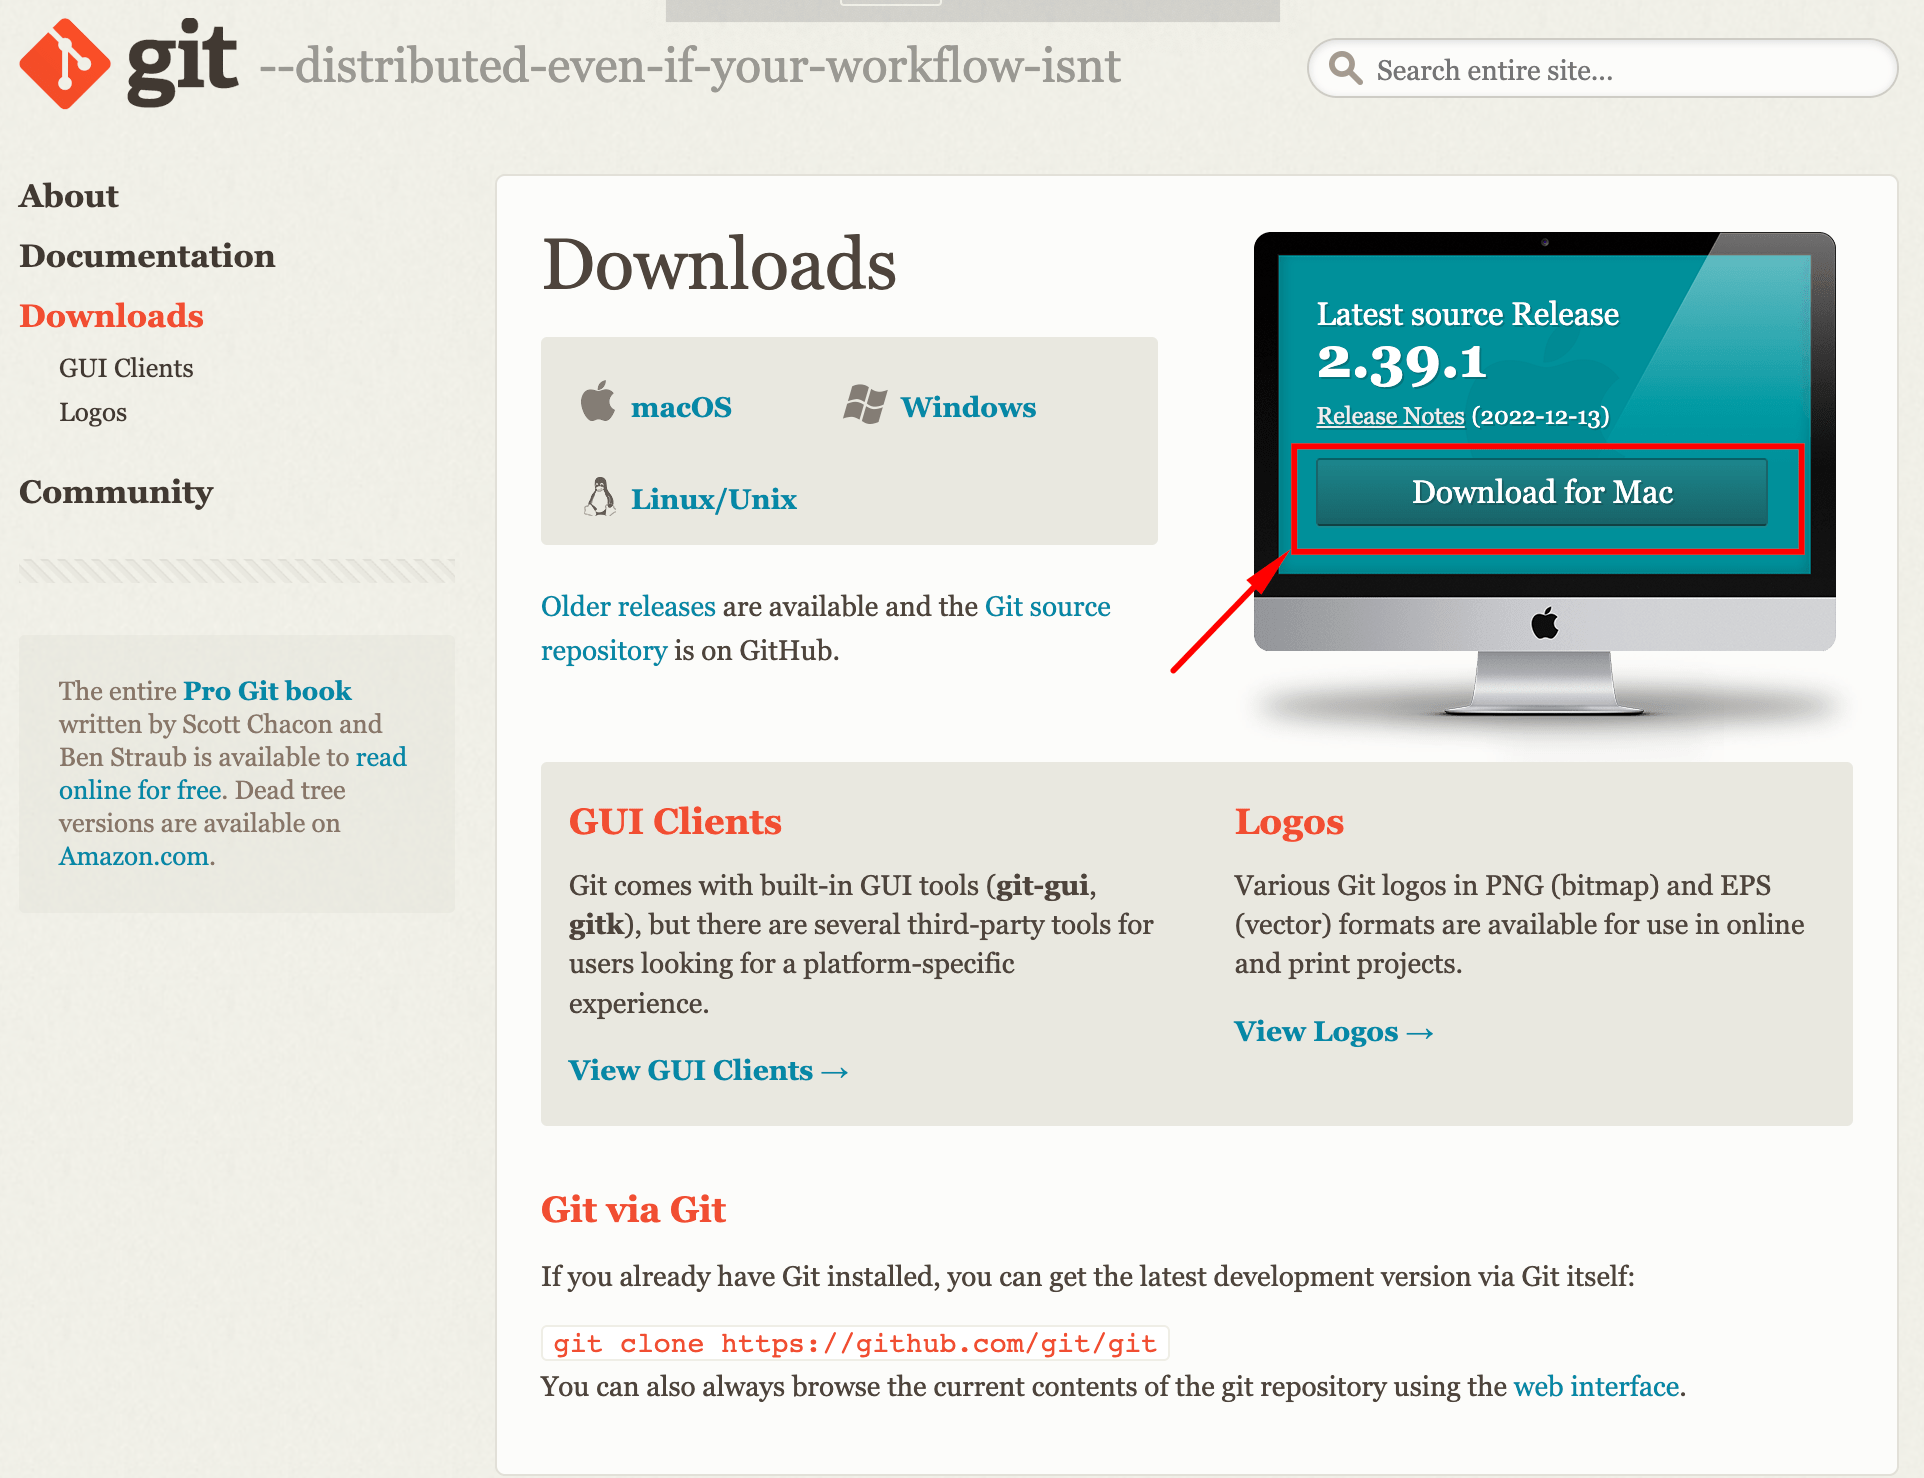 git --distributed-even-if-your-workflow-isnt
Search entire site...
About
Documentation
Downloads
GUI Clients
Logos
Community
The entire Pro Git book
written by Scott Chacon and
Ben Straub is available to read
online for free. Dead tree
versions are available on
Amazon.com.
Downloads
macOS
Windows
Linux/Unix
Older releases are available and the Git source
repository is on GitHub.
Latest source Release
2.39.1
Release Notes (2022-12-13)
Download for Mac
GUI Clients
Git comes with built-in GUI tools (git-gui,
gitk), but there are several third-party tools for
users looking for a platform-specific
experience.
View GUI Clients →
Logos
Various Git logos in PNG (bitmap) and EPS
(vector) formats are available for use in online
and print projects.
View Logos →
Git via Git
If you already have Git installed, you can get the latest development version via Git itself:
git clone https://github.com/git/git
You can also always browse the current contents of the git repository using the web interface.